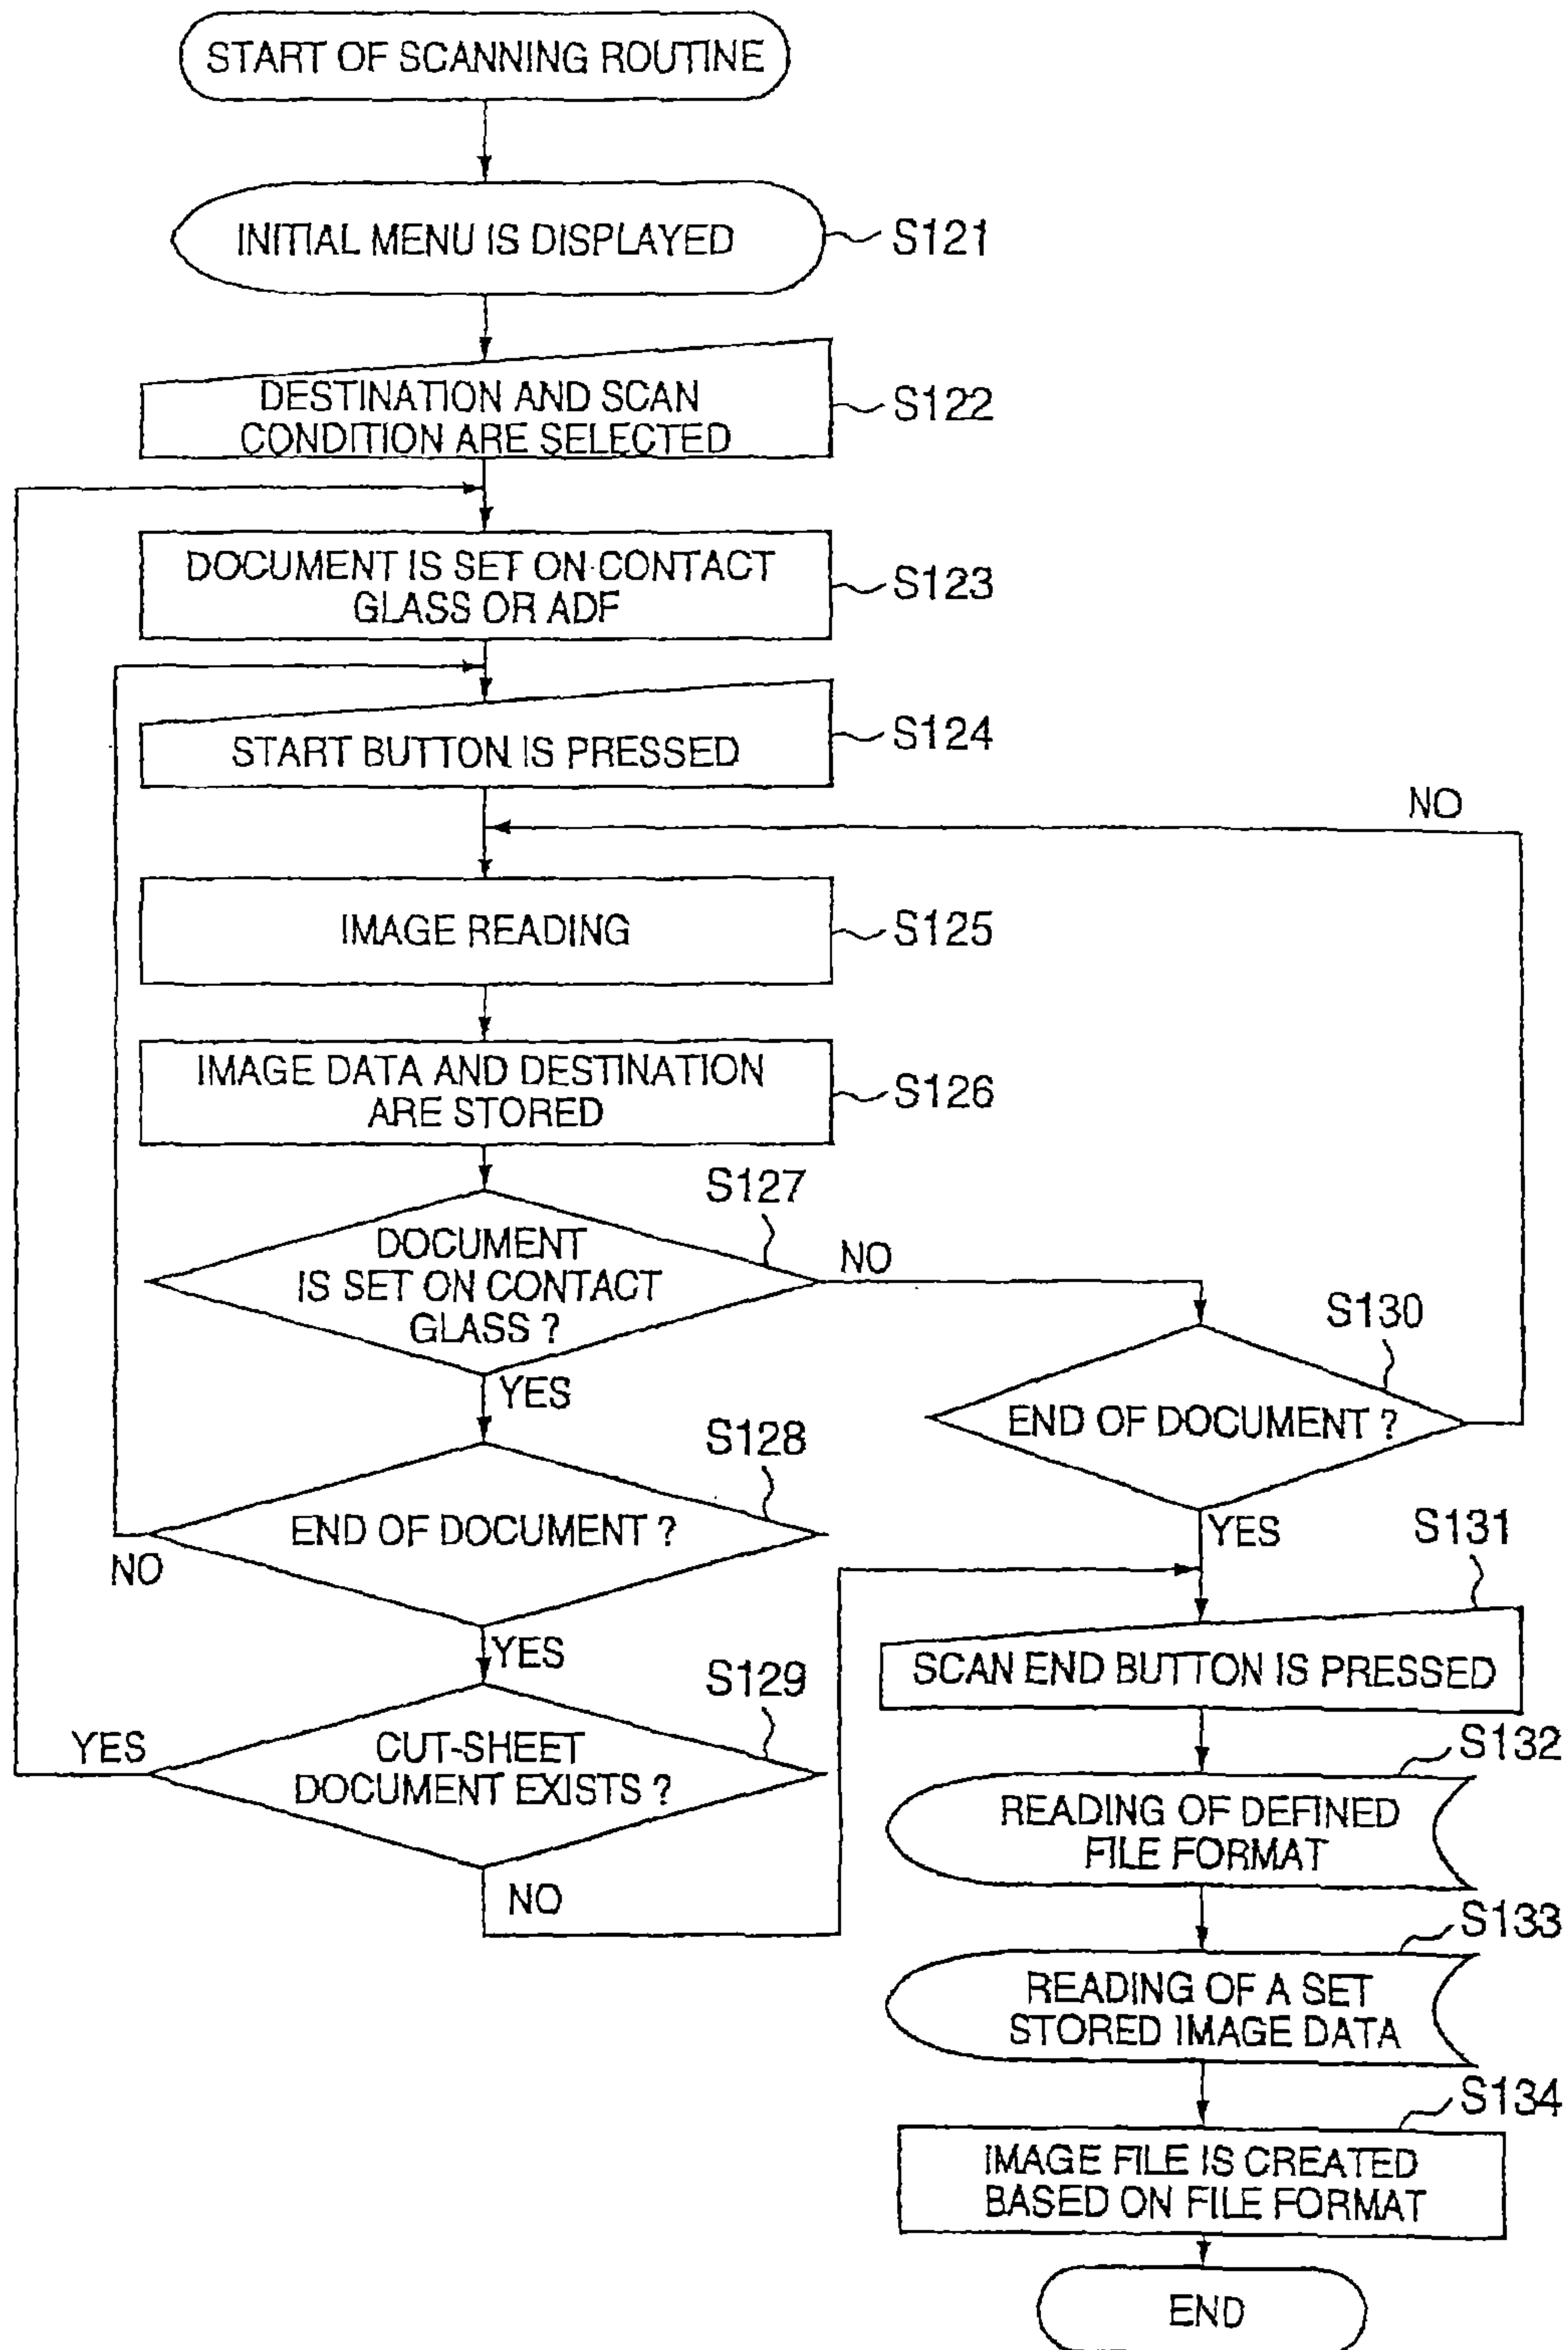 START OF SCANNING ROUTINE
INITIAL MENU IS DISPLAYED
S121
DESTINATION AND SCAN
CONDITION ARE SELECTED
S122
DOCUMENT IS SET ON CONTACT
GLASS OR ADF
S123
START BUTTON IS PRESSED
S124
NO
IMAGE READING
S125
IMAGE DATA AND DESTINATION
ARE STORED
S126
S127
DOCUMENT
IS SET ON CONTACT
GLASS ?
NO
YES
S130
END OF DOCUMENT ?
YES
S128
END OF DOCUMENT ?
NO
YES
S129
CUT-SHEET
DOCUMENT EXISTS ?
YES
NO
S131
SCAN END BUTTON IS PRESSED
S132
READING OF DEFINED
FILE FORMAT
S133
READING OF A SET
STORED IMAGE DATA
S134
IMAGE FILE IS CREATED
BASED ON FILE FORMAT
END